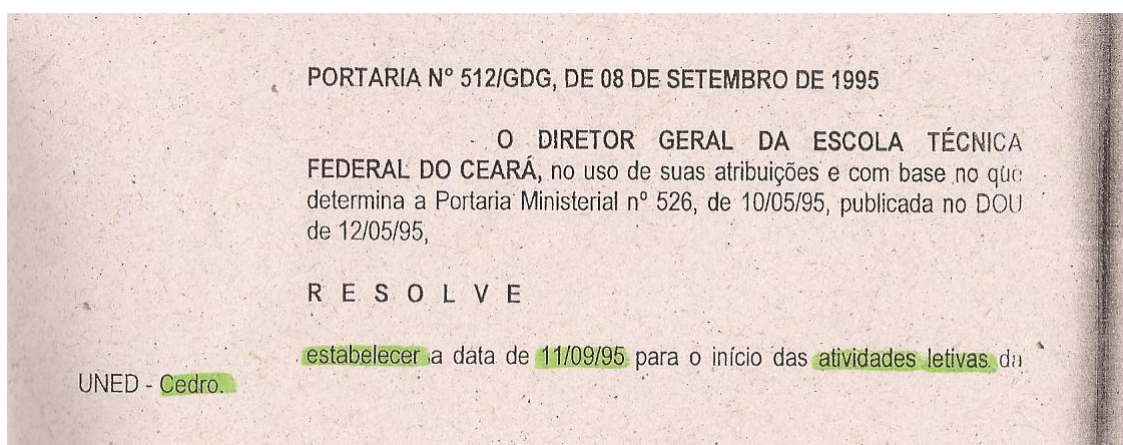 PORTARIA Nº 512/GDG, DE 08 DE SETEMBRO DE 1995
O DIRETOR GERAL DA ESCOLA TÉCNICA
FEDERAL DO CEARÁ, no uso de suas atribuições e com base no que
determina a Portaria Ministerial nº 526, de 10/05/95, publicada no DOU
de 12/05/95,
R E S O L V E
estabelecer a data de 11/09/95 para o início das atividades letivas da
UNED - Cedro.